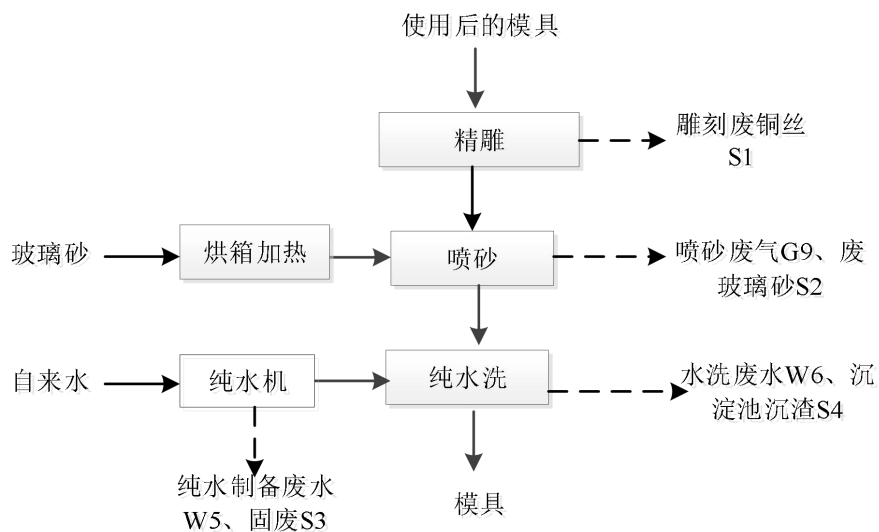 使用后的模具
精雕
雕刻废铜丝
S1
玻璃砂
烘箱加热
喷砂
喷砂废气G9、废
玻璃砂S2
自来水
纯水机
纯水洗
水洗废水W6、沉
淀池沉渣S4
纯水制备废水
W5、固废S3
模具